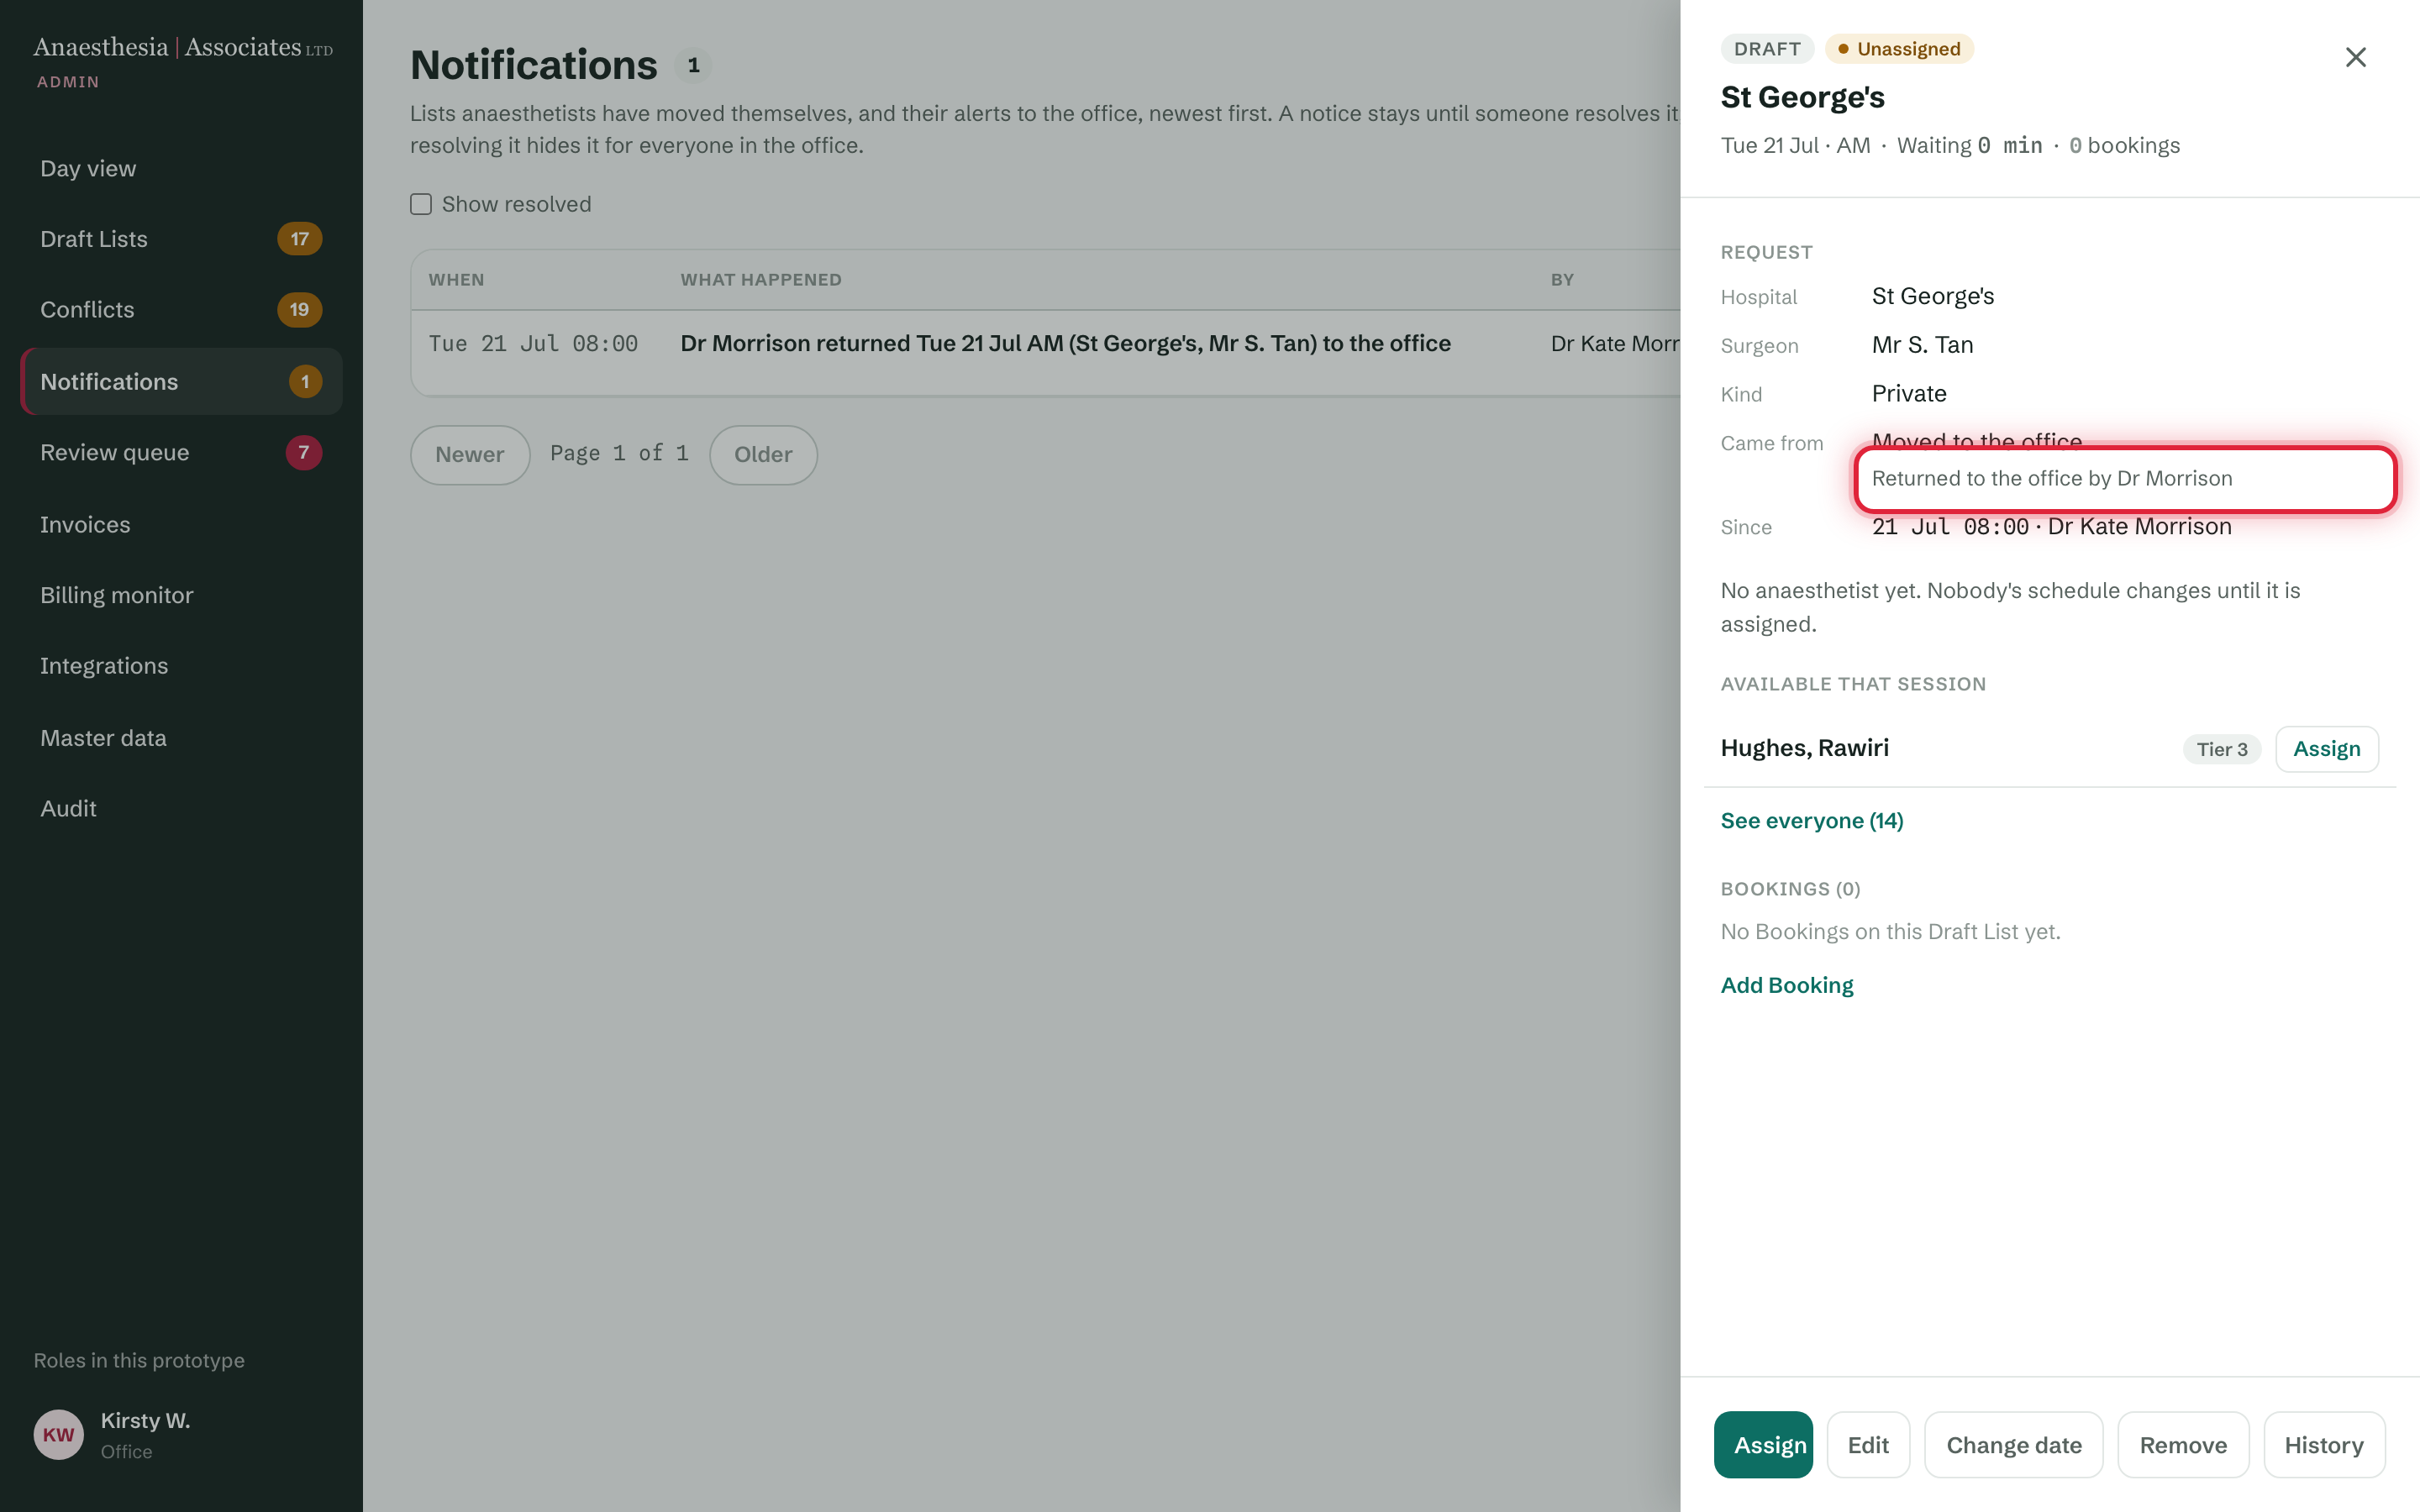 Anaesthesia | Associates LTD
ADMIN
Day view
Draft Lists 17
Conflicts 19
Notifications 1
Review queue 7
Invoices
Billing monitor
Integrations
Master data
Audit
Roles in this prototype
KW
Kirsty W.
Office
Notifications 1
Lists anaesthetists have moved themselves, and their alerts to the office, newest first. A notice stays until someone resolves it
resolving it hides it for everyone in the office.
Show resolved
WHEN WHAT HAPPENED BY
Tue 21 Jul 08:00 Dr Morrison returned Tue 21 Jul AM (St George's, Mr S. Tan) to the office Dr Kate Morr
Newer Page 1 of 1 Older
DRAFT Unassigned
St George's
Tue 21 Jul · AM · Waiting 0 min · 0 bookings
REQUEST
Hospital St George's
Surgeon Mr S. Tan
Kind Private
Came from Moved to the office
Returned to the office by Dr Morrison
Since 21 Jul 08:00 · Dr Kate Morrison
No anaesthetist yet. Nobody's schedule changes until it is
assigned.
AVAILABLE THAT SESSION
Hughes, Rawiri Tier 3 Assign
See everyone (14)
BOOKINGS (0)
No Bookings on this Draft List yet.
Add Booking
Assign Edit Change date Remove History